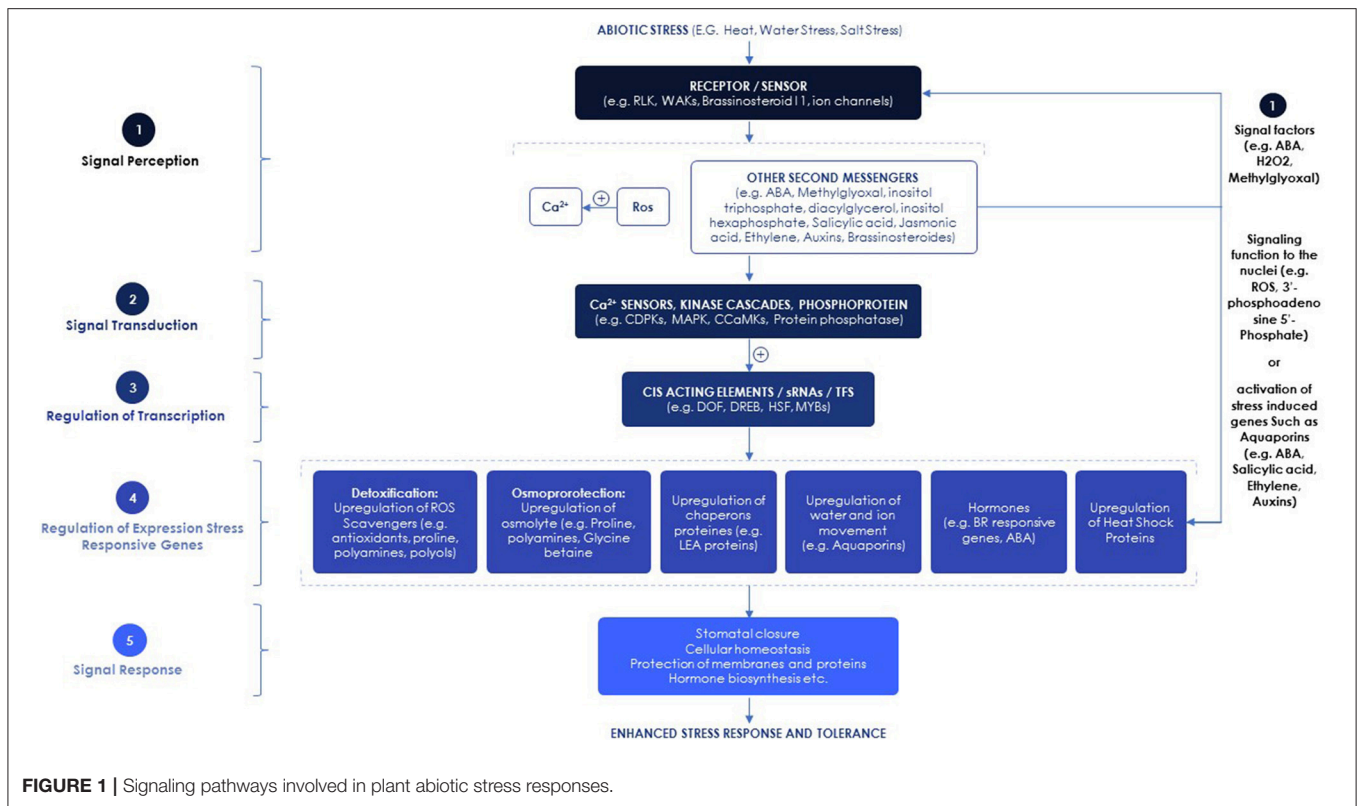 ABIOTIC STRESS (E.G. Heat, Water Stress, Salt Stress)
1
Signal Perception
RECEPTOR / SENSOR
(e.g. RLK, WAKs, Brassinosteroid I 1, ion channels)
Ca²⁺
+
Ros
OTHER SECOND MESSENGERS
(e.g. ABA, Methylglyoxal, inositol
triphosphate, diacylglycerol, inositol
hexaphosphate, Salicylic acid, Jasmonic
acid, Ethylene, Auxins, Brassinosteroides)
1
Signal factors
(e.g. ABA,
H2O2,
Methylglyoxal)
Signaling
function to the
nuclei (e.g.
ROS, 3'-
phosphoadeno
sine 5'-
Phosphate)
or
activation of
stress induced
genes Such as
Aquaporins
(e.g. ABA,
Salicylic acid,
Ethylene,
Auxins)
2
Signal Transduction
Ca²⁺ SENSORS, KINASE CASCADES, PHOSPHOPROTEIN
(e.g. CDPKs, MAPK, CCaMKs, Protein phosphatase)
+
3
Regulation of Transcription
CIS ACTING ELEMENTS / sRNAs / TFS
(e.g. DOF, DREB, HSF, MYBs)
4
Regulation of Expression Stress
Responsive Genes
Detoxification:
Upregulation of ROS
Scavengers (e.g.
antioxidants, proline,
polyamines, polyols)
Osmoprorolection:
Upregulation of
osmolyte (e.g. Proline,
polyamines, Glycine
betaine
Upregulation of
chaperons
proteines (e.g.
LEA proteins)
Upregulation of
water and ion
movement
(e.g. Aquaporins)
Hormones
(e.g. BR responsive
genes, ABA)
Upregulation
of Heat Shock
Proteins
5
Signal Response
Stomatal closure
Cellular homeostasis
Protection of membranes and proteins
Hormone biosynthesis etc.
ENHANCED STRESS RESPONSE AND TOLERANCE
FIGURE 1 | Signaling pathways involved in plant abiotic stress responses.